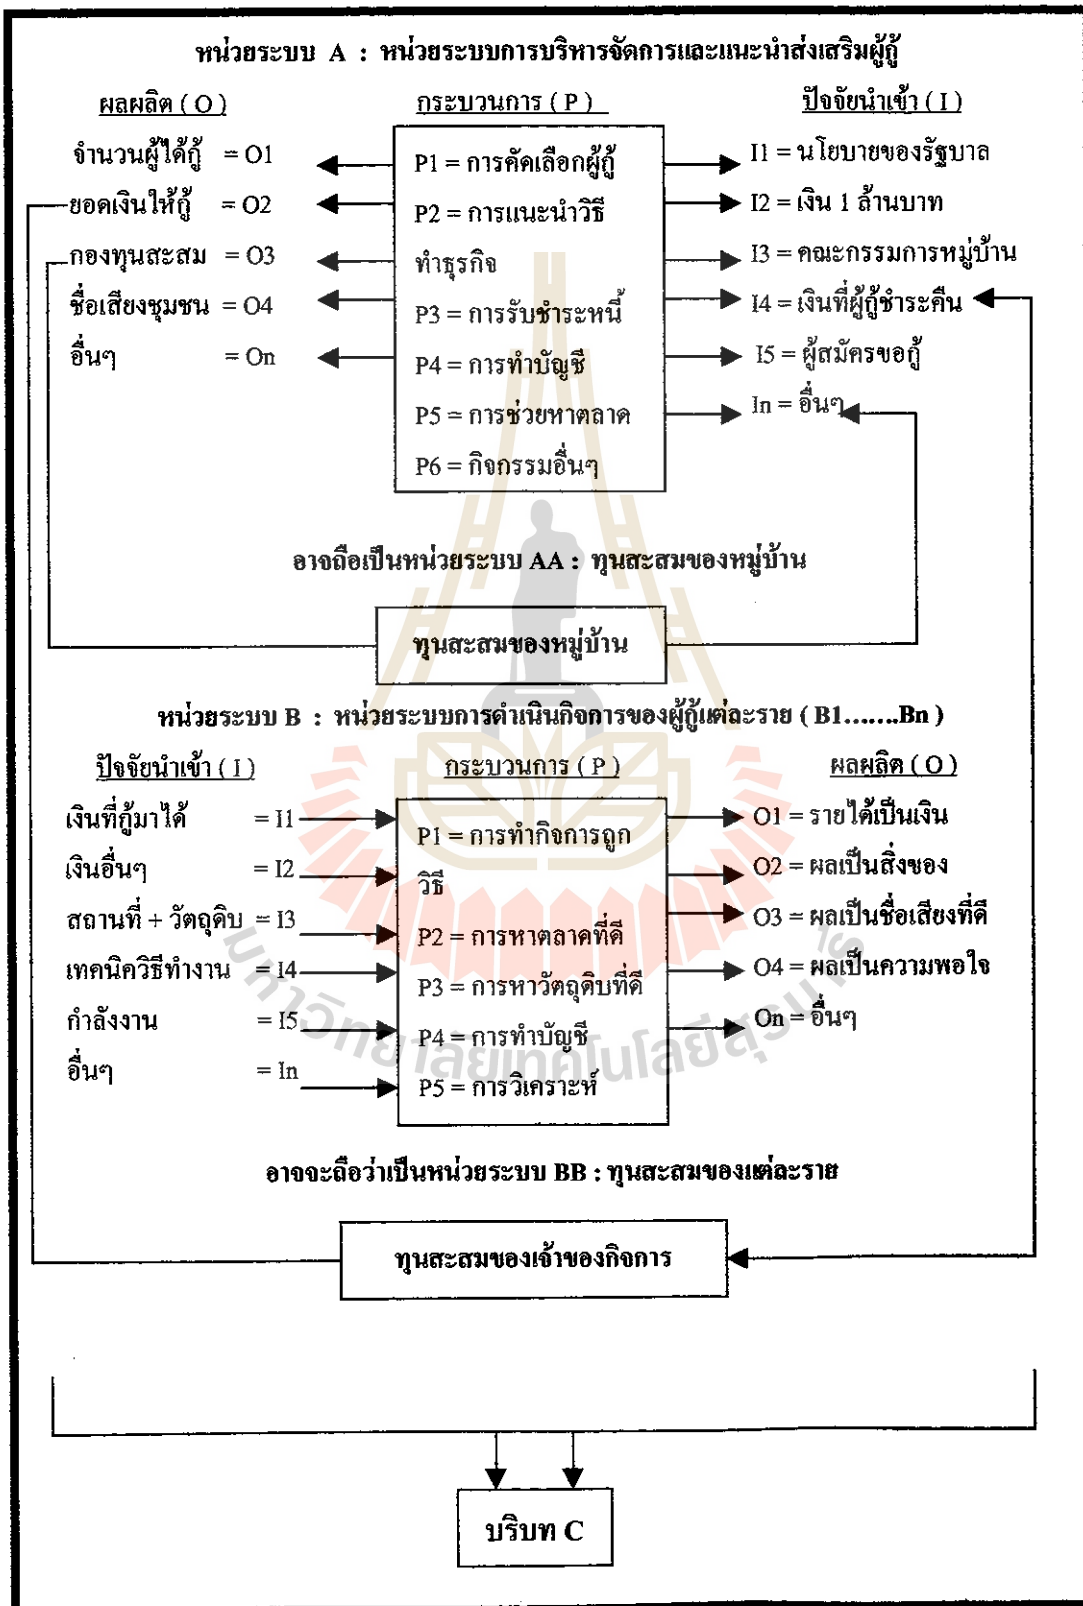 หน่วยระบบ A : หน่วยระบบการบริหารจัดการและแนะนำส่งเสริมผู้กู้
ผลผลิต ( O )
กระบวนการ ( P )
ปัจจัยนำเข้า ( I )
จำนวนผู้ได้กู้ = O1
ยอดเงินให้กู้ = O2
กองทุนสะสม = O3
ชื่อเสียงชุมชน = O4
อื่นๆ = On
P1 = การคัดเลือกผู้กู้
P2 = การแนะนำวิธี
ทำธุรกิจ
P3 = การรับชำระหนี้
P4 = การทำบัญชี
P5 = การช่วยหาตลาด
P6 = กิจกรรมอื่นๆ
I1 = นโยบายของรัฐบาล
I2 = เงิน 1 ล้านบาท
I3 = คณะกรรมการหมู่บ้าน
I4 = เงินที่ผู้กู้ชำระคืน
I5 = ผู้สมัครขอกู้
In = อื่นๆ
อาจถือเป็นหน่วยระบบ AA : ทุนสะสมของหมู่บ้าน
ทุนสะสมของหมู่บ้าน
หน่วยระบบ B : หน่วยระบบการดำเนินกิจการของผู้กู้แต่ละราย ( B1.......Bn )
ปัจจัยนำเข้า ( I )
กระบวนการ ( P )
ผลผลิต ( O )
เงินที่กู้มาได้ = I1
เงินอื่นๆ = I2
สถานที่ + วัตถุดิบ = I3
เทคนิควิธีทำงาน = I4
กำลังงาน = I5
อื่นๆ = In
P1 = การทำกิจการถูก
วิธี
P2 = การหาตลาดที่ดี
P3 = การหาวัตถุดิบที่ดี
P4 = การทำบัญชี
P5 = การวิเคราะห์
O1 = รายได้เป็นเงิน
O2 = ผลเป็นสิ่งของ
O3 = ผลเป็นชื่อเสียงที่ดี
O4 = ผลเป็นความพอใจ
On = อื่นๆ
มหาวิทยาลัยเทคโนโลยีสุรนารี
อาจจะถือว่าเป็นหน่วยระบบ BB : ทุนสะสมของแต่ละราย
ทุนสะสมของเจ้าของกิจการ
บริบท C